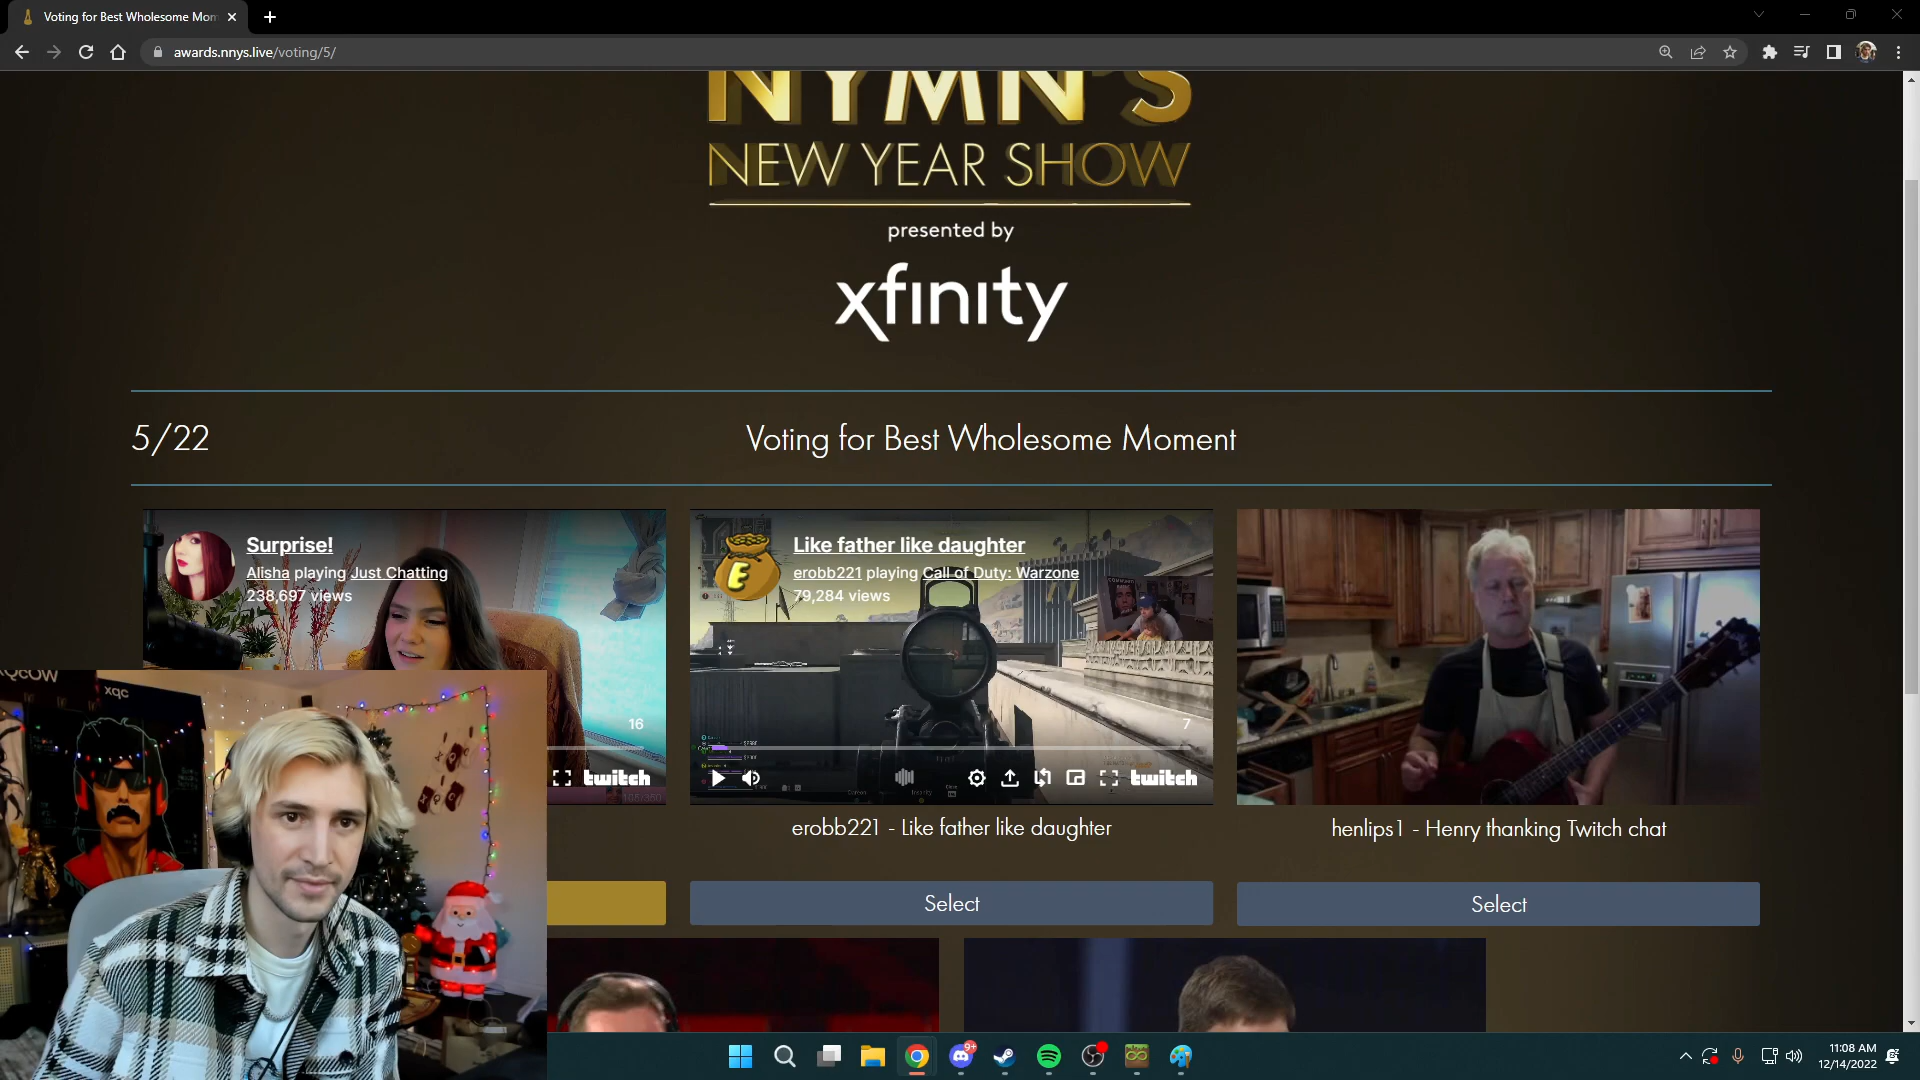 Voting for Best Wholesome Mom
awards.nnys.live/voting/5/
NYMN'S
NEW YEAR SHOW
presented by
xfinity
5/22
Voting for Best Wholesome Moment
Surprise!
Alisha playing Just Chatting
238,697 views
16
twitch
Like father like daughter
erobb221 playing Call of Duty: Warzone
79,284 views
7
twitch
erobb221 - Like father like daughter
henlips1 - Henry thanking Twitch chat
Select
Select
xQcOW
xqc
9+
11:08 AM
12/14/2022